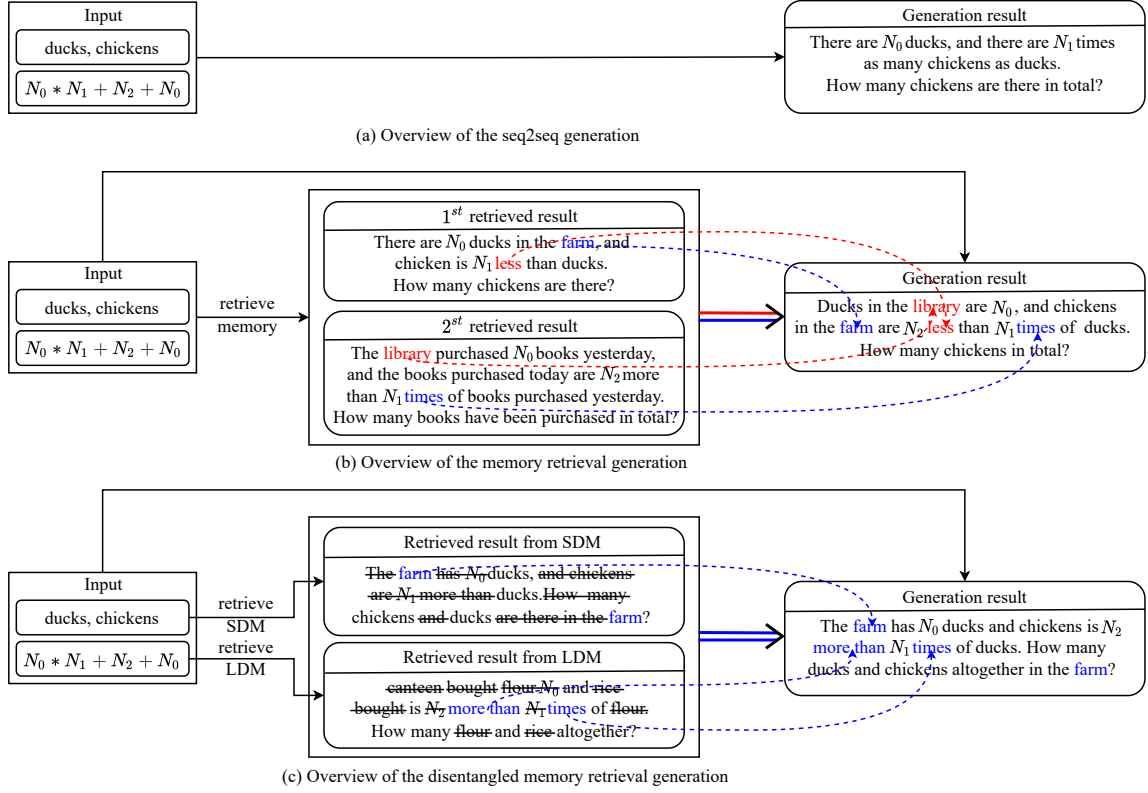 Input
ducks, chickens
N₀ * N₁ + N₂ + N₀
Generation result
There are N₀ ducks, and there are N₁ times
as many chickens as ducks.
How many chickens are there in total?
(a) Overview of the seq2seq generation
Input
ducks, chickens
N₀ * N₁ + N₂ + N₀
retrieve
memory
1ˢᵗ retrieved result
There are N₀ ducks in the farm, and
chicken is N₁ less than ducks.
How many chickens are there?
2ˢᵗ retrieved result
The library purchased N₀ books yesterday,
and the books purchased today are N₂ more
than N₁ times of books purchased yesterday.
How many books have been purchased in total?
Generation result
Ducks in the library are N₀, and chickens
in the farm are N₂ less than N₁ times of ducks.
How many chickens in total?
(b) Overview of the memory retrieval generation
Input
ducks, chickens
N₀ * N₁ + N₂ + N₀
retrieve
SDM
retrieve
LDM
Retrieved result from SDM
The farm has N₀ ducks, and chickens
are N₁ more than ducks. How many
chickens and ducks are there in the farm?
Retrieved result from LDM
canteen bought flour N₀ and rice
bought is N₂ more than N₁ times of flour.
How many flour and rice altogether?
Generation result
The farm has N₀ ducks and chickens is N₂
more than N₁ times of ducks. How many
ducks and chickens altogether in the farm?
(c) Overview of the disentangled memory retrieval generation